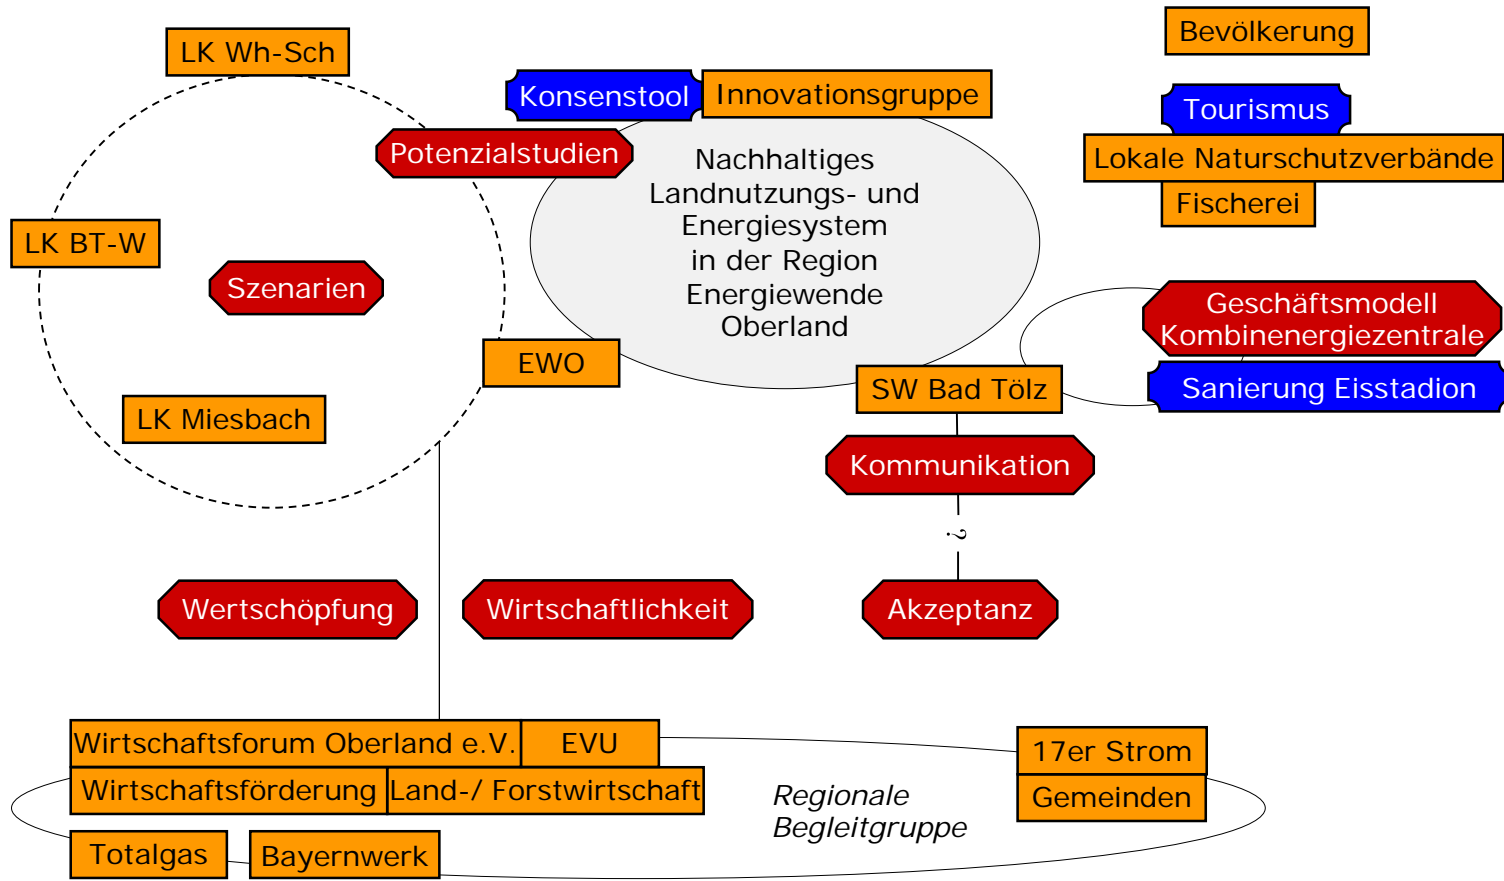 Bevölkerung
LK Wh-Sch
Konsenstool
Innovationsgruppe
Tourismus
Potenzialstudien
Lokale Naturschutzverbände
Nachhaltiges
Landnutzungs- und
Energiesystem
in der Region
Energiewende
Oberland
Fischerei
LK BT-W
Szenarien
Geschäftsmodell
Kombinenergiezentrale
EWO
SW Bad Tölz
Sanierung Eisstadion
LK Miesbach
Kommunikation
?
Wertschöpfung
Wirtschaftlichkeit
Akzeptanz
Wirtschaftsforum Oberland e.V.
EVU
17er Strom
Wirtschaftsförderung
Land-/ Forstwirtschaft
Regionale
Begleitgruppe
Gemeinden
Totalgas
Bayernwerk